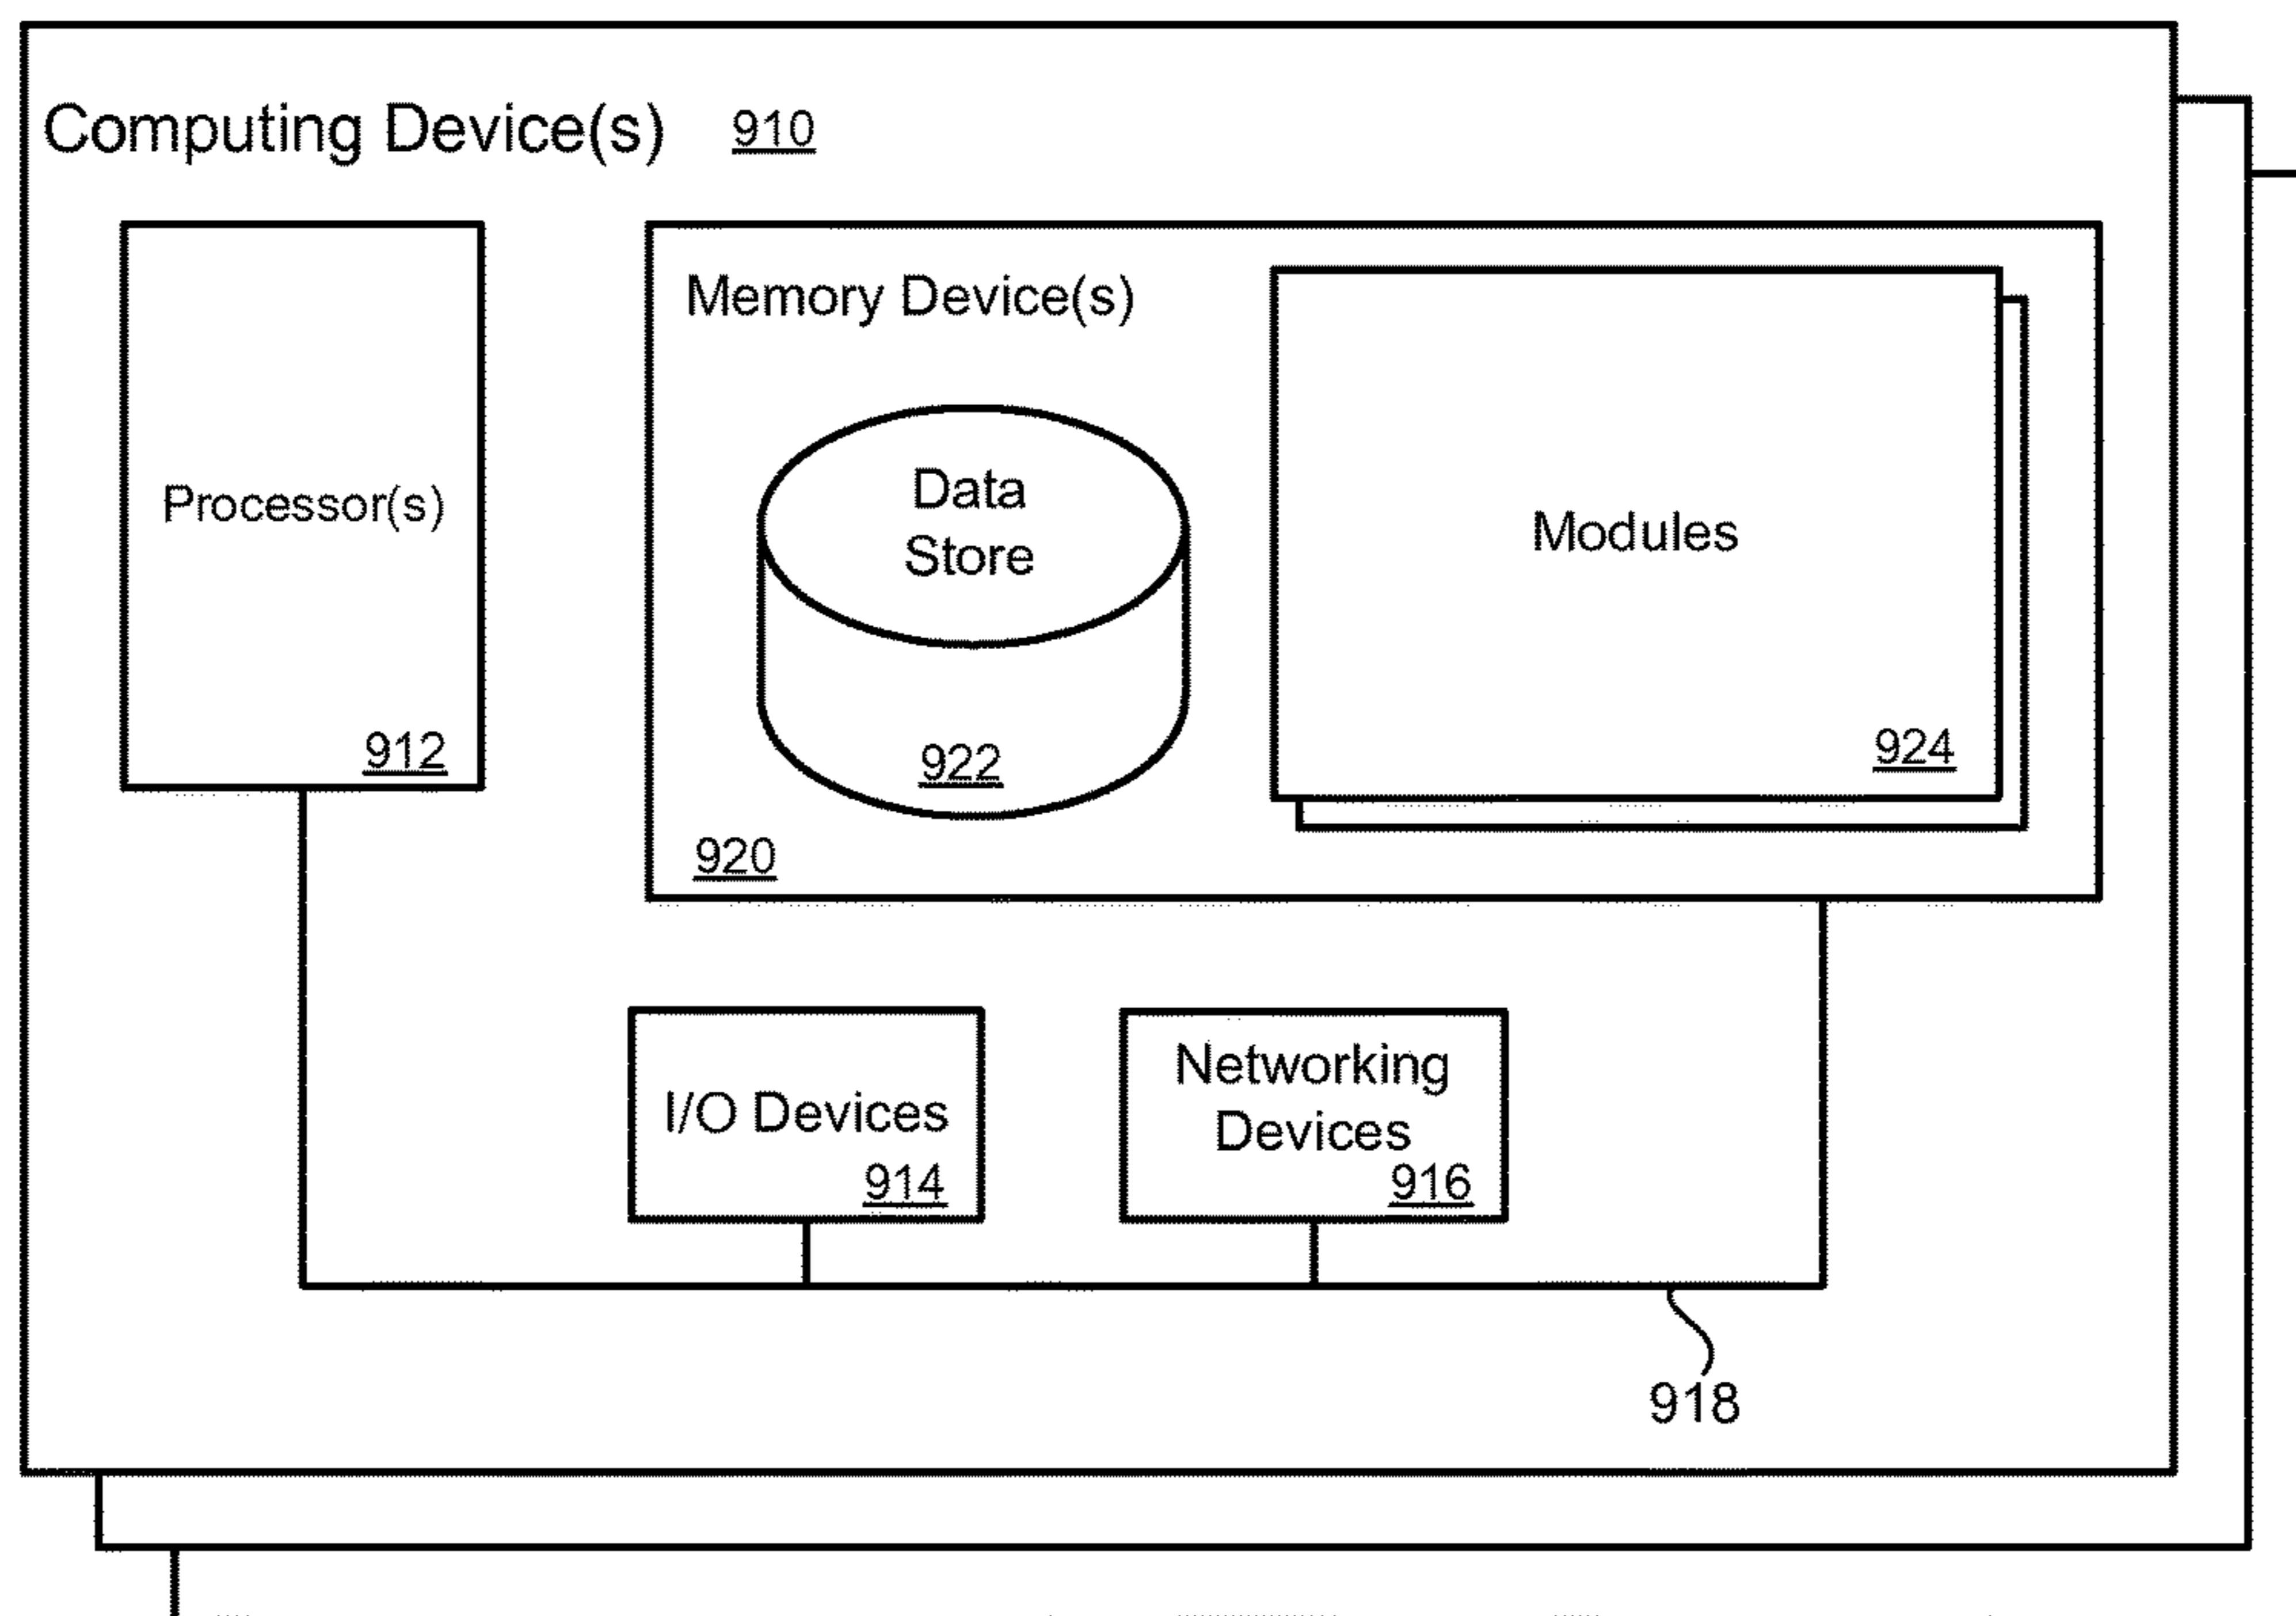 Computing Device(s) 910
Processor(s)
912
Memory Device(s)
Data
Store
922
920
Modules
924
I/O Devices
914
Networking
Devices
916
918